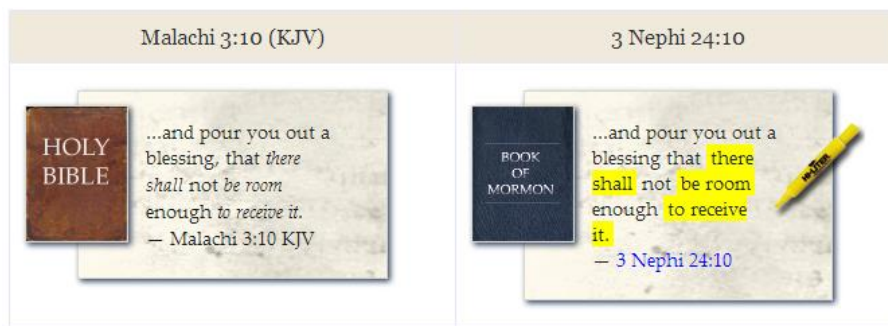 Malachi 3:10 (KJV)
3 Nephi 24:10
HOLY
BIBLE
...and pour you out a
blessing, that there
shall not be room
enough to receive it.
— Malachi 3:10 KJV
BOOK
OF
MORMON
...and pour you out a
blessing that there
shall not be room
enough to receive
it.
— 3 Nephi 24:10
HI-LITER